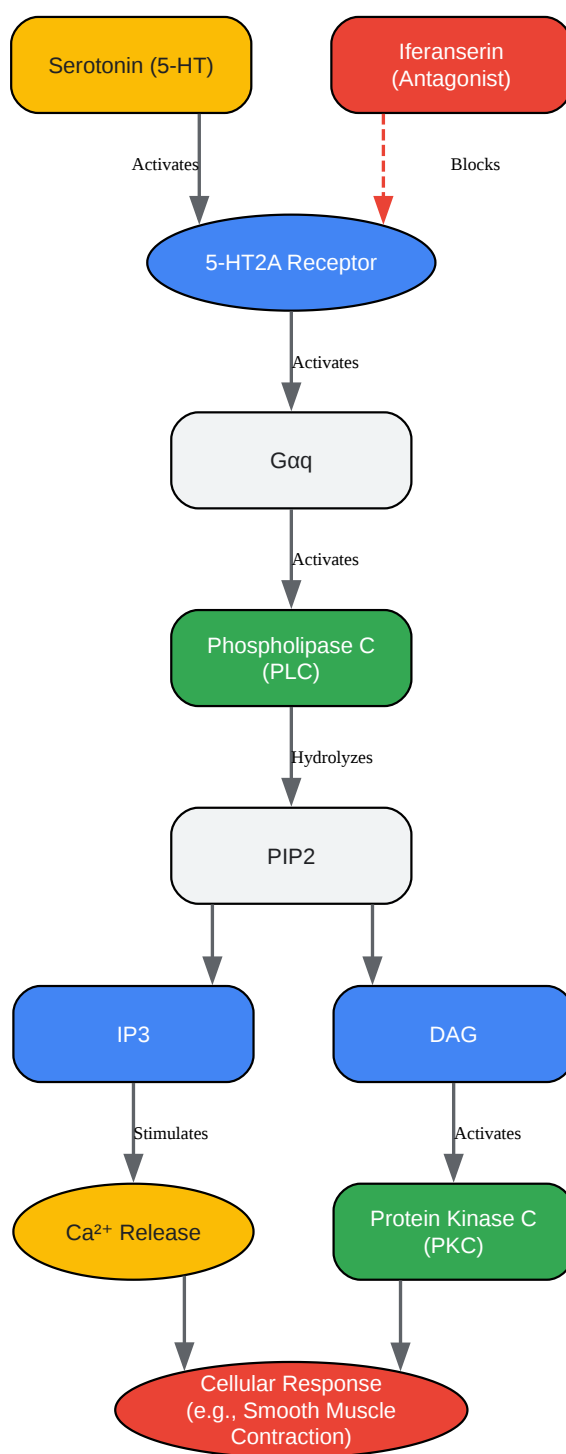 Serotonin (5-HT)
Iferanserin
(Antagonist)
Activates
Blocks
5-HT2A Receptor
Activates
Gαq
Activates
Phospholipase C
(PLC)
Hydrolyzes
PIP2
IP3
DAG
Stimulates
Activates
Ca²⁺ Release
Protein Kinase C
(PKC)
Cellular Response
(e.g., Smooth Muscle
Contraction)